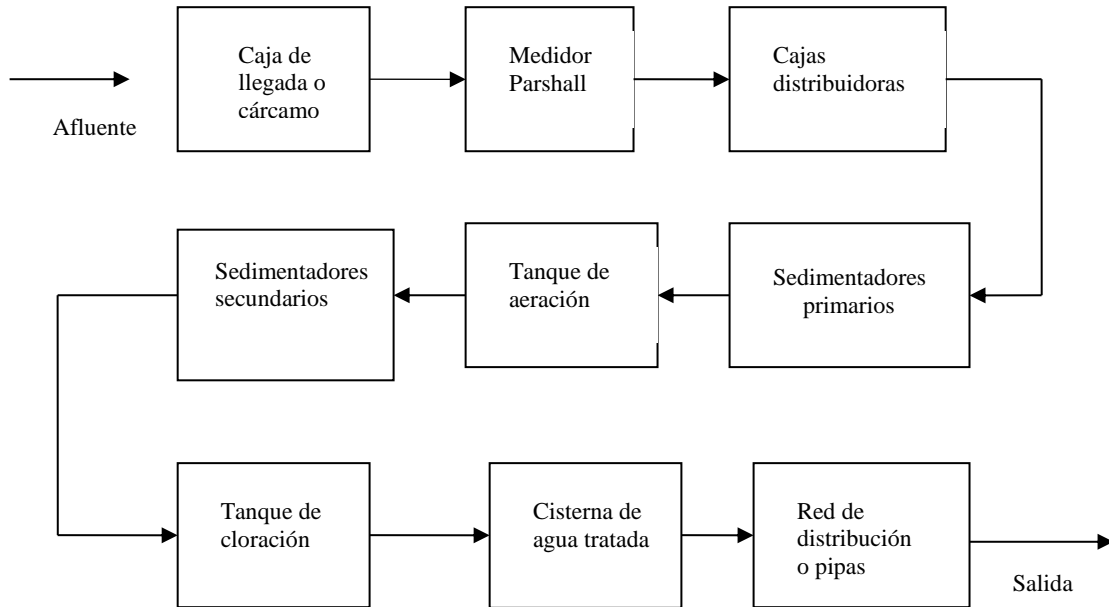 Caja de
llegada o
cárcamo
Medidor
Parshall
Cajas
distribuidoras
Afluente
Sedimentadores
secundarios
Tanque de
aeración
Sedimentadores
primarios
Tanque de
cloración
Cisterna de
agua tratada
Red de
distribución
o pipas
Salida